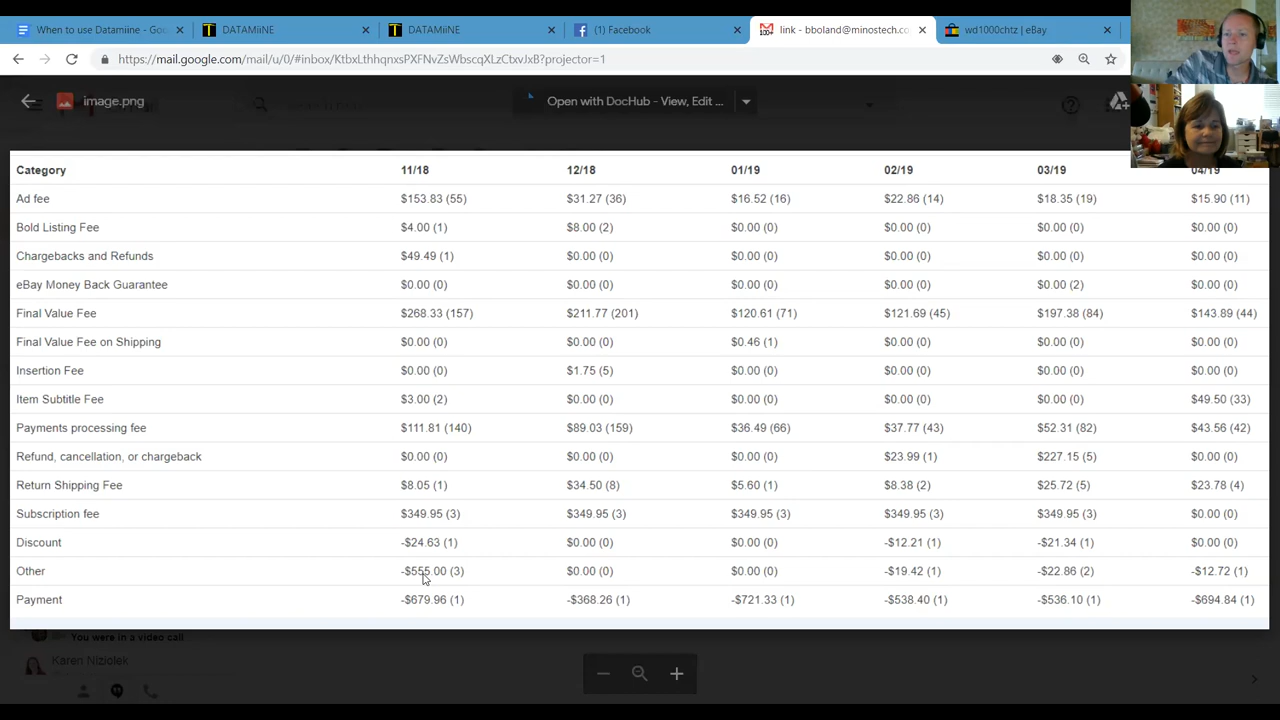 When to use Datamiine - Goo
DATAMiiNE
DATAMiiNE
(1) Facebook
link - bboland@minostech.co
wd1000chtz | eBay
https://mail.google.com/mail/u/0/#inbox/KtbxLthhqnxsPXFNvZsWbscqXLzCtxvJxB?projector=1
image.png
Open with DocHub - View, Edit ...
Category 11/18 12/18 01/19 02/19 03/19 04/19
Ad fee $153.83 (55) $31.27 (36) $16.52 (16) $22.86 (14) $18.35 (19) $15.90 (11)
Bold Listing Fee $4.00 (1) $8.00 (2) $0.00 (0) $0.00 (0) $0.00 (0) $0.00 (0)
Chargebacks and Refunds $49.49 (1) $0.00 (0) $0.00 (0) $0.00 (0) $0.00 (0) $0.00 (0)
eBay Money Back Guarantee $0.00 (0) $0.00 (0) $0.00 (0) $0.00 (0) $0.00 (2) $0.00 (0)
Final Value Fee $268.33 (157) $211.77 (201) $120.61 (71) $121.69 (45) $197.38 (84) $143.89 (44)
Final Value Fee on Shipping $0.00 (0) $0.00 (0) $0.46 (1) $0.00 (0) $0.00 (0) $0.00 (0)
Insertion Fee $0.00 (0) $1.75 (5) $0.00 (0) $0.00 (0) $0.00 (0) $0.00 (0)
Item Subtitle Fee $3.00 (2) $0.00 (0) $0.00 (0) $0.00 (0) $0.00 (0) $49.50 (33)
Payments processing fee $111.81 (140) $89.03 (159) $36.49 (66) $37.77 (43) $52.31 (82) $43.56 (42)
Refund, cancellation, or chargeback $0.00 (0) $0.00 (0) $0.00 (0) $23.99 (1) $227.15 (5) $0.00 (0)
Return Shipping Fee $8.05 (1) $34.50 (8) $5.60 (1) $8.38 (2) $25.72 (5) $23.78 (4)
Subscription fee $349.95 (3) $349.95 (3) $349.95 (3) $349.95 (3) $349.95 (3) $0.00 (0)
Discount -$24.63 (1) $0.00 (0) $0.00 (0) -$12.21 (1) -$21.34 (1) $0.00 (0)
Other -$555.00 (3) $0.00 (0) $0.00 (0) -$19.42 (1) -$22.86 (2) -$12.72 (1)
Payment -$679.96 (1) -$368.26 (1) -$721.33 (1) -$538.40 (1) -$536.10 (1) -$694.84 (1)
You were in a video call
Karen Niziolek